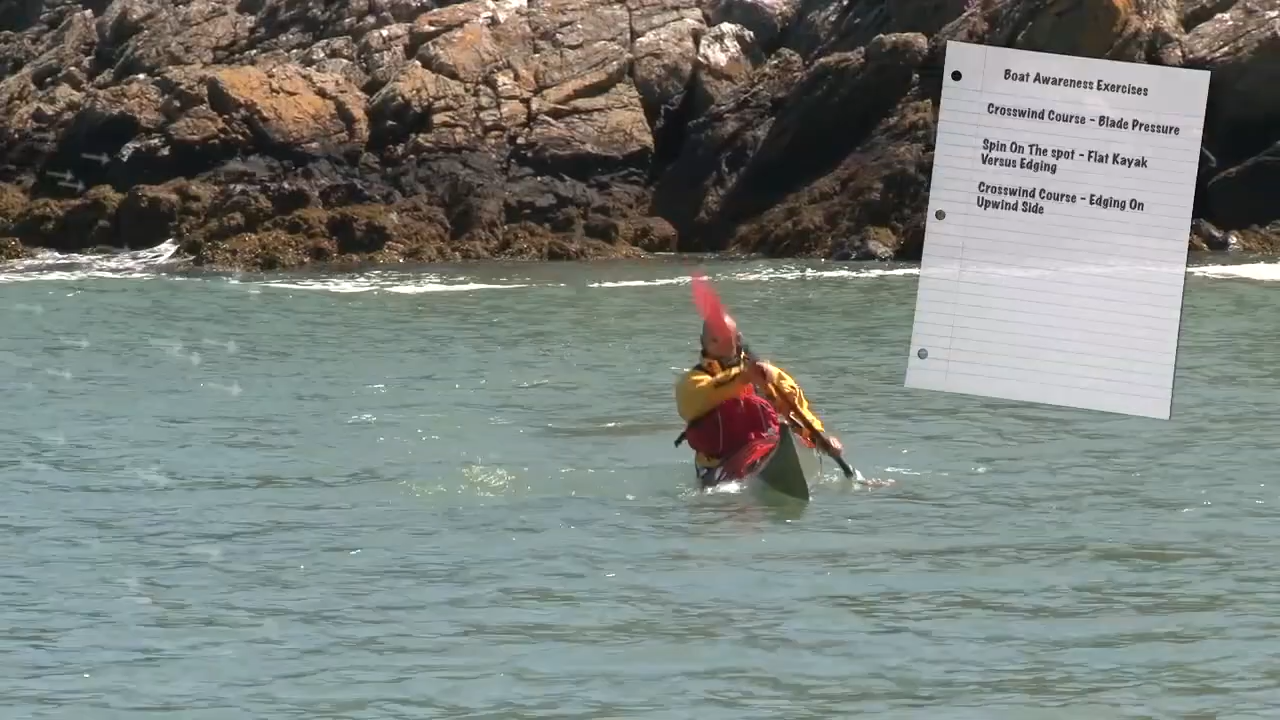 Boat Awareness Exercises
Crosswind Course - Blade Pressure
Spin On The spot - Flat Kayak
Versus Edging
Crosswind Course - Edging On
Upwind Side